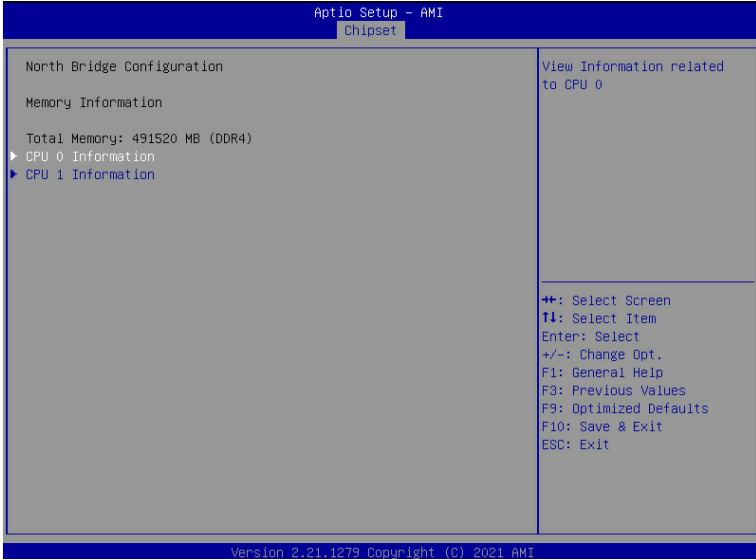 Aptio Setup – AMI
Chipset
North Bridge Configuration
Memory Information
Total Memory: 491520 MB (DDR4)
▶ CPU 0 Information
▶ CPU 1 Information
View Information related
to CPU 0
→←: Select Screen
↑↓: Select Item
Enter: Select
+/-: Change Opt.
F1: General Help
F3: Previous Values
F9: Optimized Defaults
F10: Save & Exit
ESC: Exit
Version 2.21.1279 Copyright (C) 2021 AMI